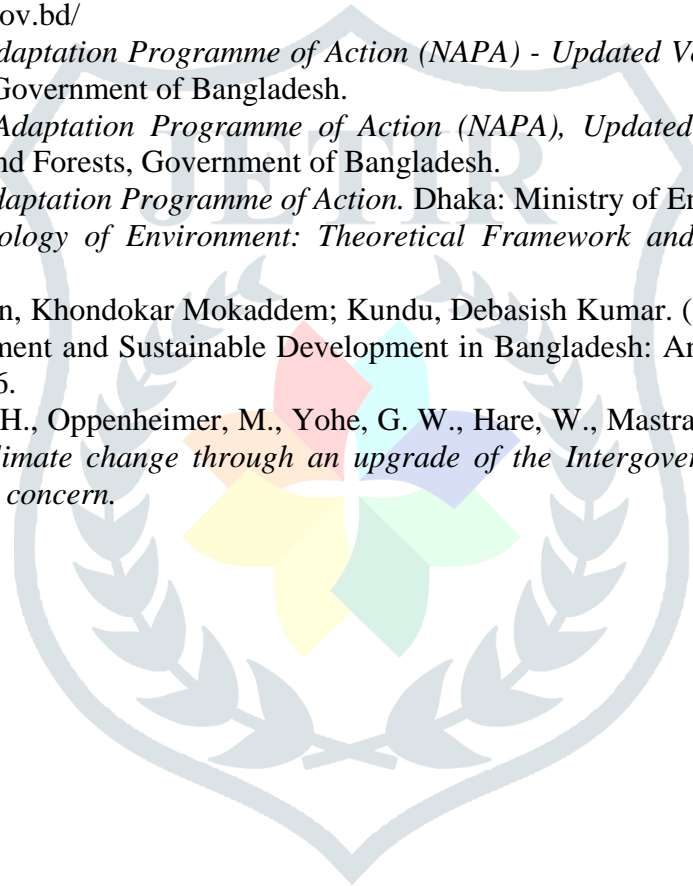 ov.bd/
daptation Programme of Action (NAPA) - Updated Ve
Government of Bangladesh.
Adaptation Programme of Action (NAPA), Updated
nd Forests, Government of Bangladesh.
daptation Programme of Action. Dhaka: Ministry of En
ology of Environment: Theoretical Framework and
n, Khondokar Mokaddem; Kundu, Debasish Kumar. (
ment and Sustainable Development in Bangladesh: An
6.
H., Oppenheimer, M., Yohe, G. W., Hare, W., Mastra
limate change through an upgrade of the Intergover
concern.
JETIR